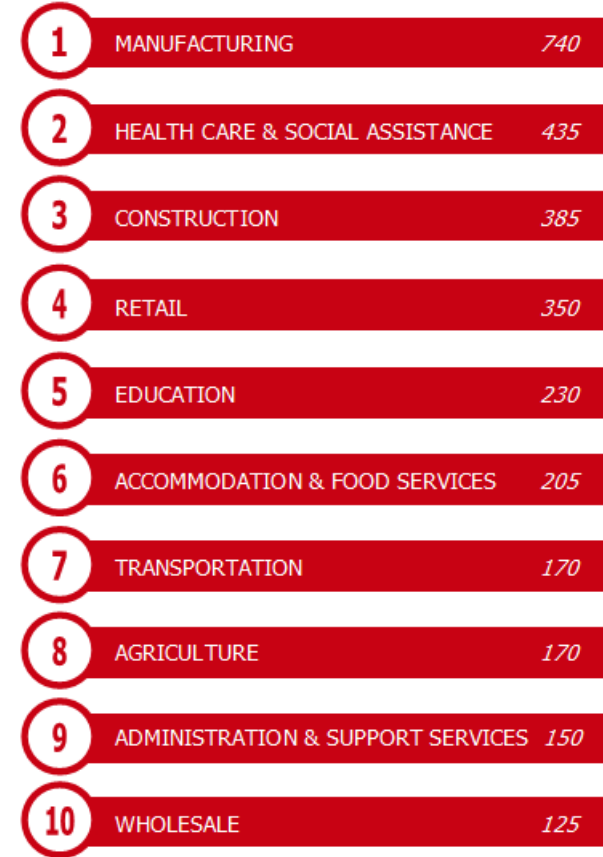 1 MANUFACTURING 740
2 HEALTH CARE & SOCIAL ASSISTANCE 435
3 CONSTRUCTION 385
4 RETAIL 350
5 EDUCATION 230
6 ACCOMMODATION & FOOD SERVICES 205
7 TRANSPORTATION 170
8 AGRICULTURE 170
9 ADMINISTRATION & SUPPORT SERVICES 150
10 WHOLESALE 125